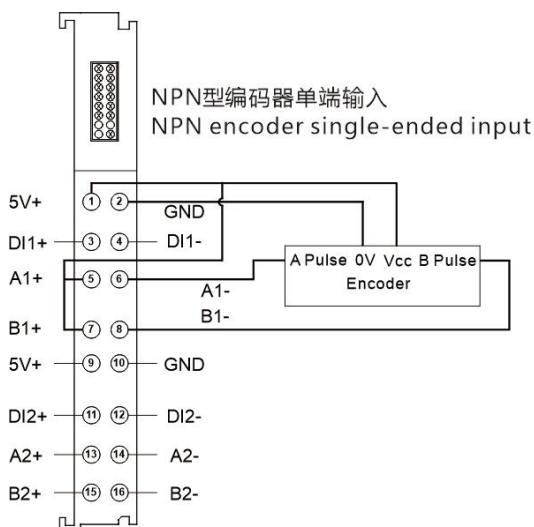 NPN型编码器单端输入
NPN encoder single-ended input
5V+ 1 2 GND
DI1+ 3 4 DI1-
A Pulse 0V Vcc B Pulse
Encoder
A1+ 5 6 A1-
B1+ 7 8 B1-
5V+ 9 10 GND
DI2+ 11 12 DI2-
A2+ 13 14 A2-
B2+ 15 16 B2-